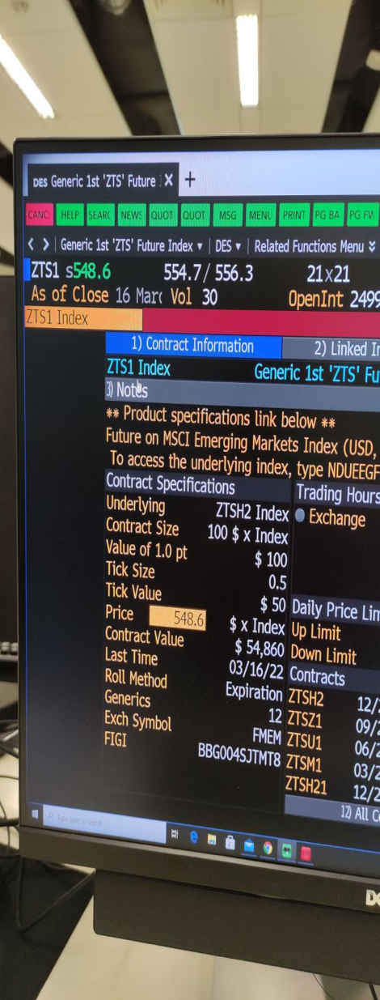 DES Generic 1st 'ZTS' Future X +
CANC HELP SEARC NEWS QUOT QUOT MSG MENU PRINT PG BA PG FW
< > Generic 1st 'ZTS' Future Index ▾ | DES ▾ | Related Functions Menu
ZTS1 s548.6 554.7 / 556.3 21x21
As of Close 16 Marc Vol 30 OpenInt 2499
ZTS1 Index
1) Contract Information 2) Linked In
ZTS1 Index Generic 1st 'ZTS' Fu
3) Notes
** Product specifications link below **
Future on MSCI Emerging Markets Index (USD,
To access the underlying index, type NDUEEGF
Contract Specifications Trading Hours
Underlying ZTSH2 Index Exchange
Contract Size 100 $ x Index
Value of 1.0 pt $ 100
Tick Size 0.5
Tick Value $ 50 Daily Price Lim
Price 548.6 $ x Index Up Limit
Contract Value $ 54,860 Down Limit
Last Time 03/16/22 Contracts
Roll Method Expiration ZTSH2 12/2
Generics 12 ZTSZ1 09/2
Exch Symbol FMEM ZTSU1 06/2
FIGI BBG004SJTMT8 ZTSM1 03/2
ZTSH21 12/2
12) All Co
Type here to search